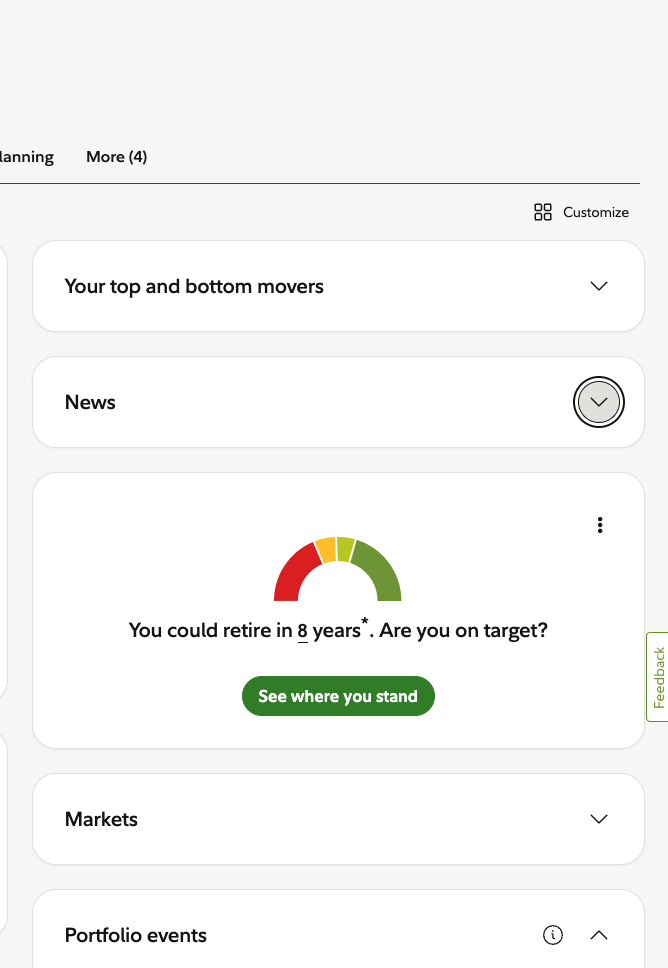 lanning
More (4)
Customize
Your top and bottom movers
News
You could retire in 8 years*. Are you on target?
See where you stand
Feedback
Markets
Portfolio events